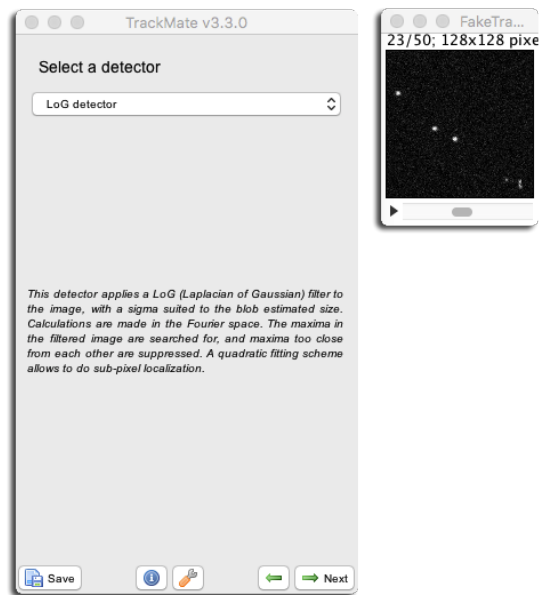 TrackMate v3.3.0
Select a detector
LoG detector
This detector applies a LoG (Laplacian of Gaussian) filter to
the image, with a sigma suited to the blob estimated size.
Calculations are made in the Fourier space. The maxima in
the filtered image are searched for, and maxima too close
from each other are suppressed. A quadratic fitting scheme
allows to do sub-pixel localization.
Save
Next
FakeTra...
23/50; 128x128 pixe